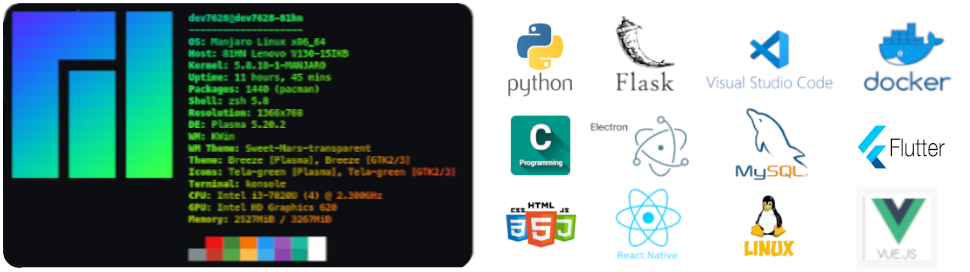 dev7628@dev7628-81hn
--------------------
OS: Manjaro Linux x86_64
Host: 81HN Lenovo V130-15IKB
Kernel: 5.8.18-1-MANJARO
Uptime: 11 hours, 45 mins
Packages: 1440 (pacman)
Shell: zsh 5.8
Resolution: 1366x768
DE: Plasma 5.20.2
WM: KWin
WM Theme: Sweet-Mars-transparent
Theme: Breeze [Plasma], Breeze [GTK2/3]
Icons: Tela-green [Plasma], Tela-green [GTK2/3]
Terminal: konsole
CPU: Intel i3-7020U (4) @ 2.300GHz
GPU: Intel HD Graphics 620
Memory: 2527MiB / 3267MiB
python
Flask
Visual Studio Code
docker
C
Programming
Electron
MySQL
Flutter
CSS HTML JS
3 5 J
React Native
LINUX
VUE.JS